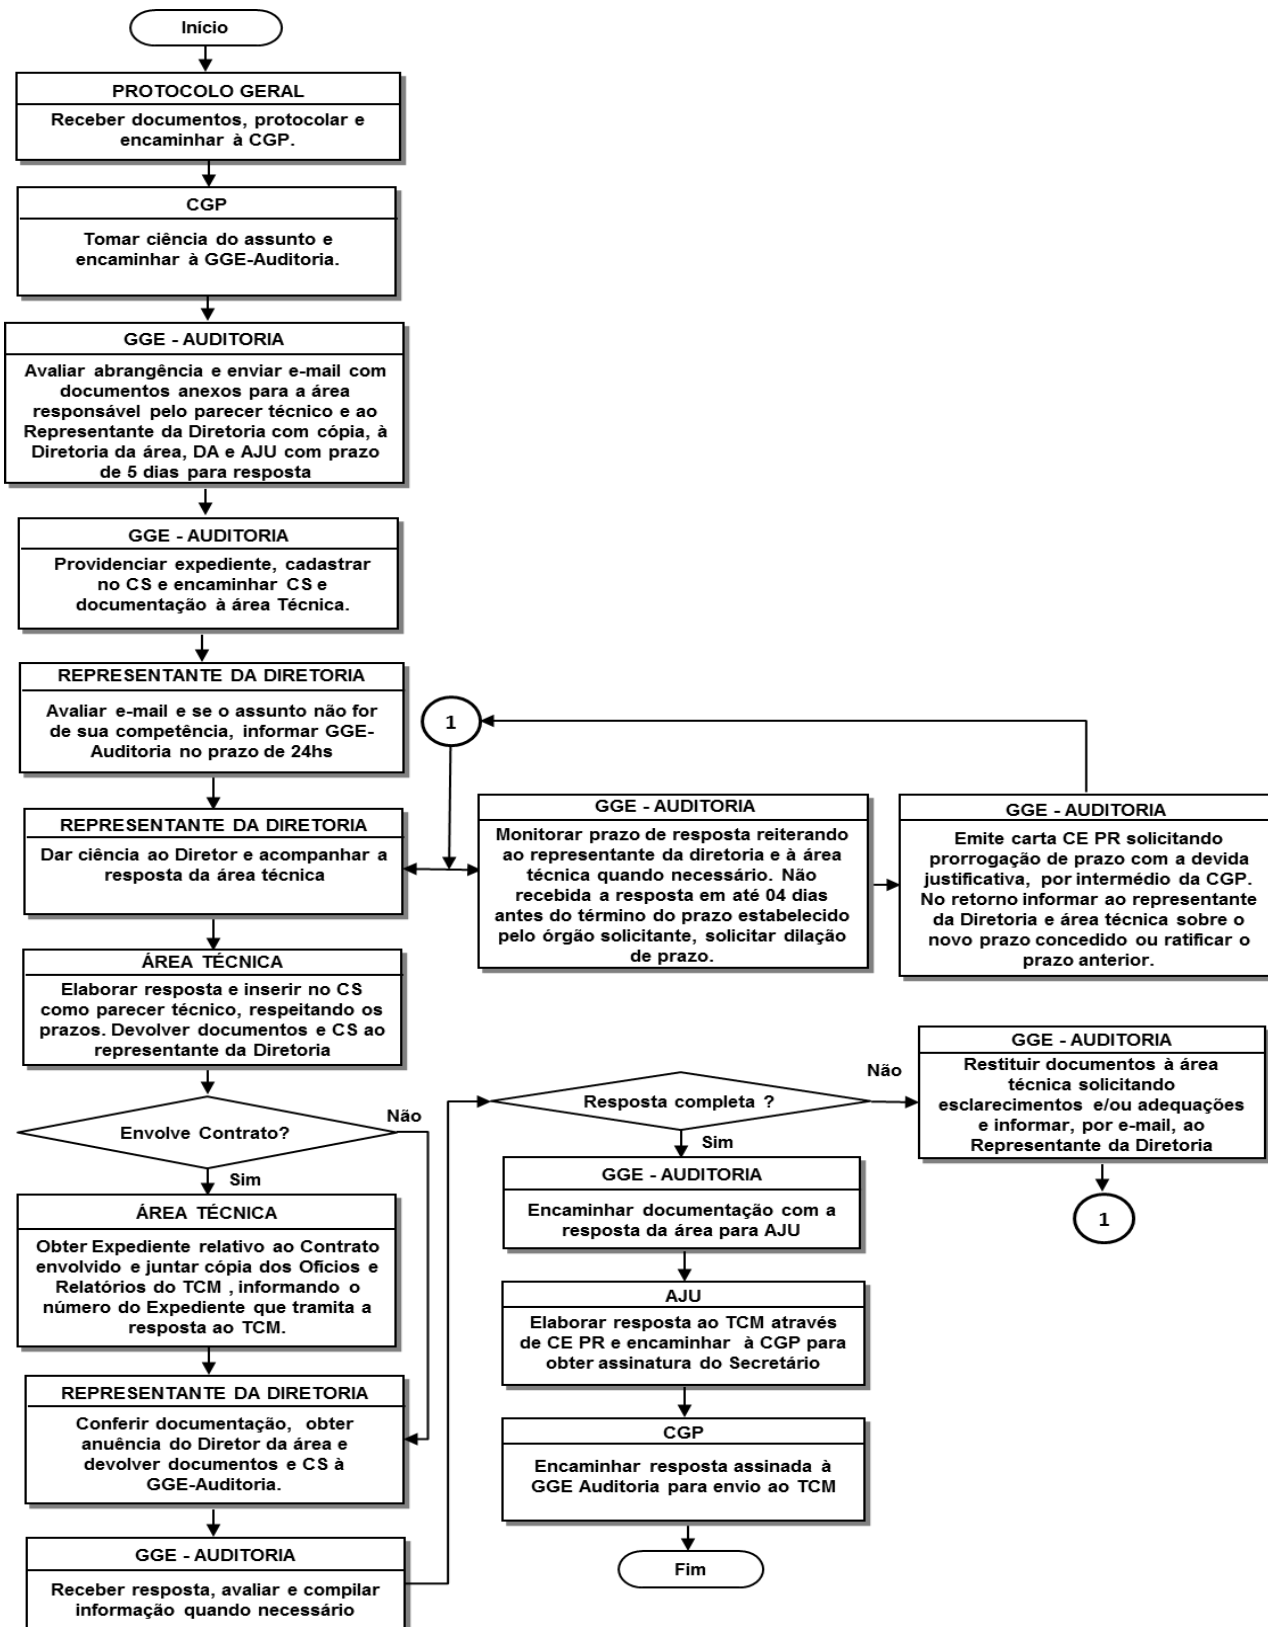 Início
PROTOCOLO GERAL
Receber documentos, protocolar e
encaminhar à CGP.
CGP
Tomar ciência do assunto e
encaminhar à GGE-Auditoria.
GGE - AUDITORIA
Avaliar abrangência e enviar e-mail com
documentos anexos para a área
responsável pelo parecer técnico e ao
Representante da Diretoria com cópia, à
Diretoria da área, DA e AJU com prazo
de 5 dias para resposta
GGE - AUDITORIA
Providenciar expediente, cadastrar
no CS e encaminhar CS e
documentação à área Técnica.
REPRESENTANTE DA DIRETORIA
Avaliar e-mail e se o assunto não for
de sua competência, informar GGE-
Auditoria no prazo de 24hs
1
REPRESENTANTE DA DIRETORIA
Dar ciência ao Diretor e acompanhar a
resposta da área técnica
GGE - AUDITORIA
Monitorar prazo de resposta reiterando
ao representante da diretoria e à área
técnica quando necessário. Não
recebida a resposta em até 04 dias
antes do término do prazo estabelecido
pelo órgão solicitante, solicitar dilação
de prazo.
GGE - AUDITORIA
Emite carta CE PR solicitando
prorrogação de prazo com a devida
justificativa, por intermédio da CGP.
No retorno informar ao representante
da Diretoria e área técnica sobre o
novo prazo concedido ou ratificar o
prazo anterior.
ÁREA TÉCNICA
Elaborar resposta e inserir no CS
como parecer técnico, respeitando os
prazos. Devolver documentos e CS ao
representante da Diretoria
Envolve Contrato?
Não
Sim
ÁREA TÉCNICA
Obter Expediente relativo ao Contrato
envolvido e juntar cópia dos Ofícios e
Relatórios do TCM , informando o
número do Expediente que tramita a
resposta ao TCM.
REPRESENTANTE DA DIRETORIA
Conferir documentação, obter
anuência do Diretor da área e
devolver documentos e CS à
GGE-Auditoria.
GGE - AUDITORIA
Receber resposta, avaliar e compilar
informação quando necessário
Resposta completa ?
Não
Sim
GGE - AUDITORIA
Restituir documentos à área
técnica solicitando
esclarecimentos e/ou adequações
e informar, por e-mail, ao
Representante da Diretoria
1
GGE - AUDITORIA
Encaminhar documentação com a
resposta da área para AJU
AJU
Elaborar resposta ao TCM através
de CE PR e encaminhar à CGP para
obter assinatura do Secretário
CGP
Encaminhar resposta assinada à
GGE Auditoria para envio ao TCM
Fim